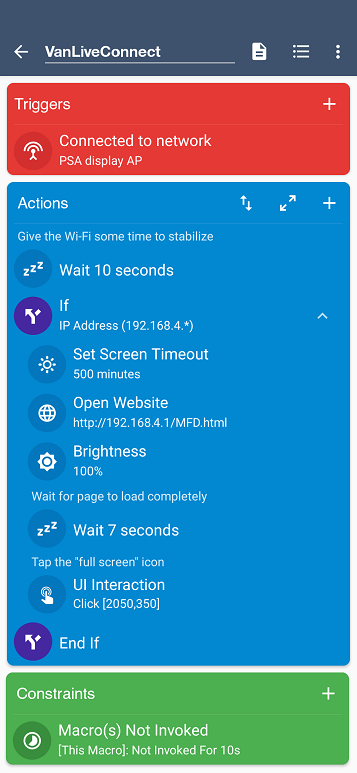 VanLiveConnect
Triggers
Connected to network
PSA display AP
Actions
Give the Wi-Fi some time to stabilize
Wait 10 seconds
If
IP Address (192.168.4.*)
Set Screen Timeout
500 minutes
Open Website
http://192.168.4.1/MFD.html
Brightness
100%
Wait for page to load completely
Wait 7 seconds
Tap the "full screen" icon
UI Interaction
Click [2050,350]
End If
Constraints
Macro(s) Not Invoked
[This Macro]: Not Invoked For 10s